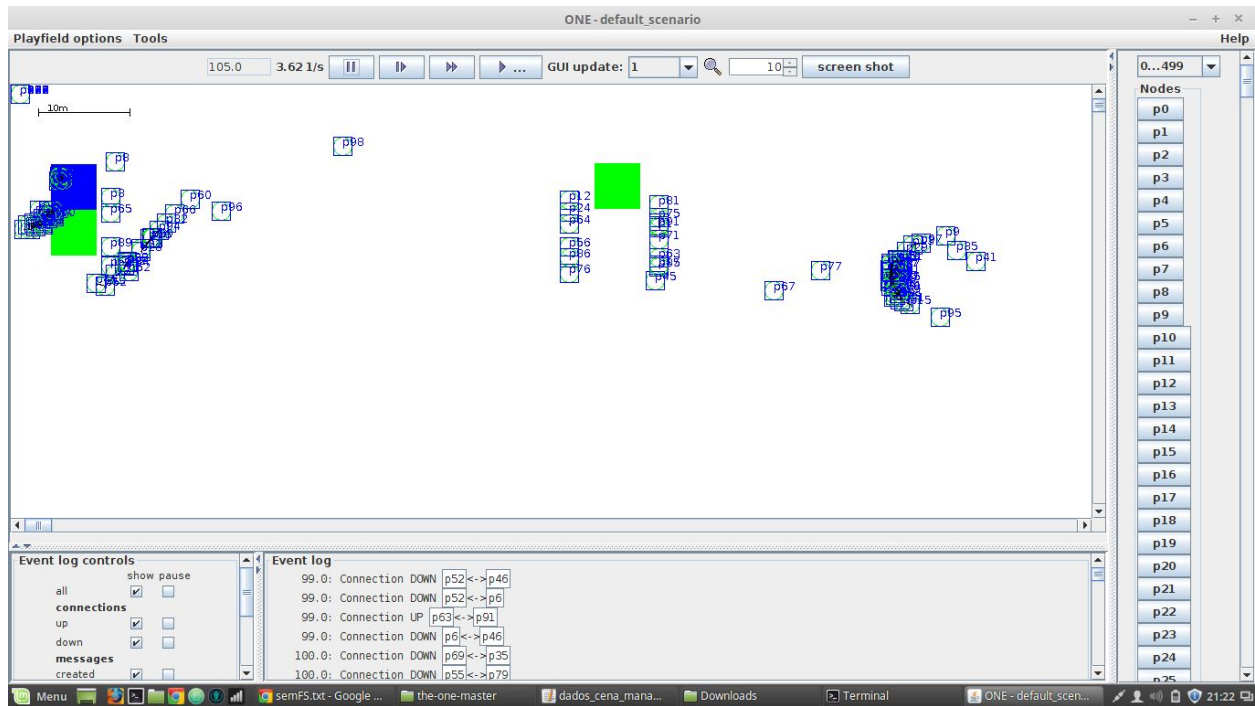 ONE - default_scenario
Playfield options Tools Help
105.0 3.62 1/s ... GUI update: 1 10 screen shot
0...499
Nodes
p0
p1
p2
p3
p4
p5
p6
p7
p8
p9
p10
p11
p12
p13
p14
p15
p16
p17
p18
p19
p20
p21
p22
p23
p24
p25
10m
p98
p8
p60
p65
p96
p89
p12
p24
p64
p56
p86
p76
p81
p91
p71
p45
p77
p67
p9
p85
p41
p95
Event log controls
show pause
all
connections
up
down
messages
created
Event log
99.0: Connection DOWN p52<->p46
99.0: Connection DOWN p52<->p6
99.0: Connection UP p63<->p91
99.0: Connection DOWN p6<->p46
100.0: Connection DOWN p69<->p35
100.0: Connection DOWN p55<->p79
Menu semFS.txt - Google ... the-one-master dados_cena_mana... Downloads Terminal ONE - default_scen... 21:22